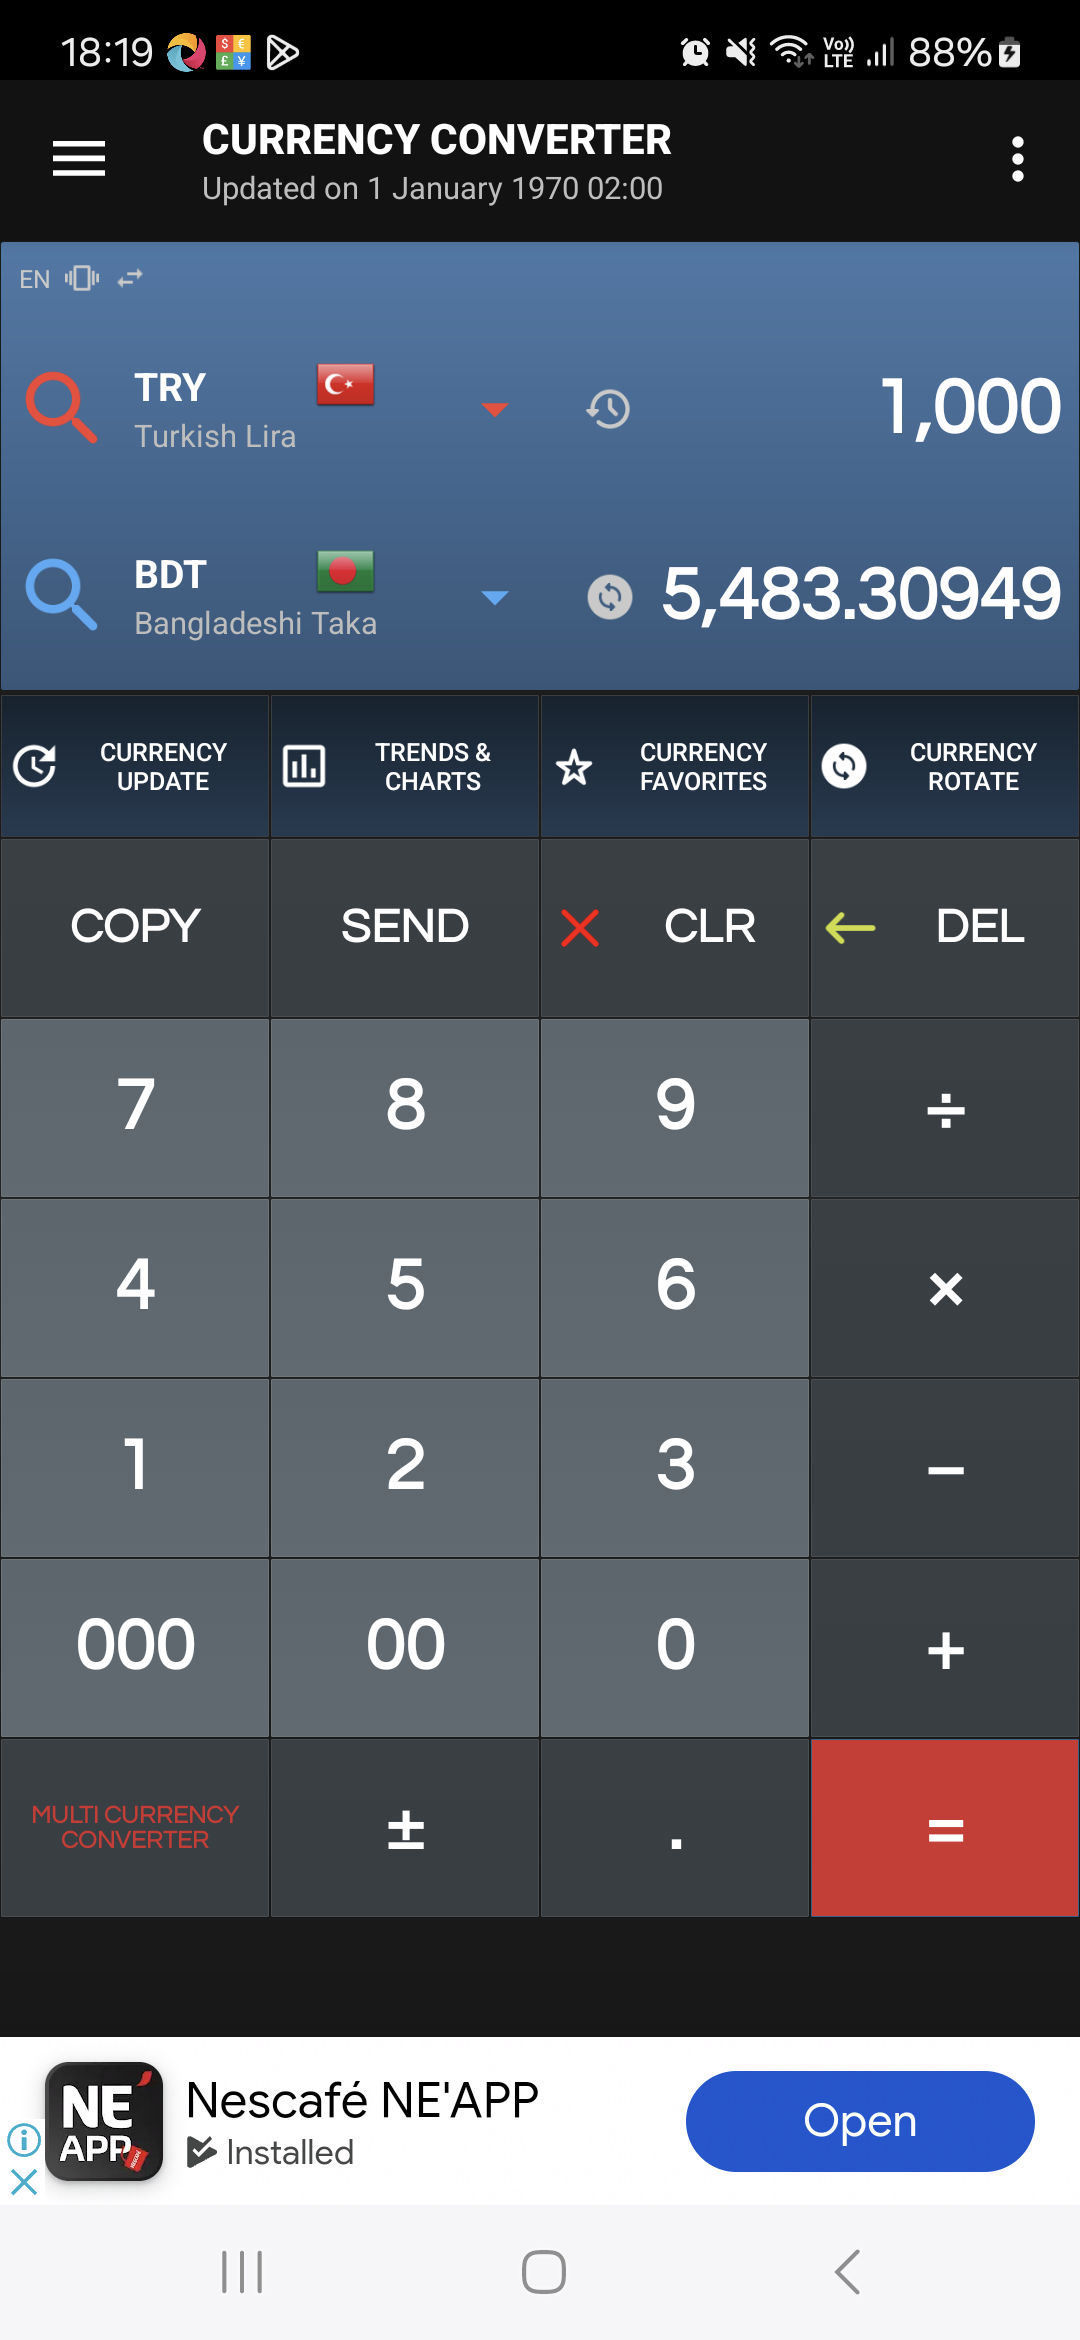 18:19
Vo)) LTE 88%
CURRENCY CONVERTER
Updated on 1 January 1970 02:00
EN
TRY
Turkish Lira
1,000
BDT
Bangladeshi Taka
5,483.30949
CURRENCY UPDATE
TRENDS & CHARTS
CURRENCY FAVORITES
CURRENCY ROTATE
COPY SEND CLR DEL
7 8 9 ÷
4 5 6 ×
1 2 3 −
000 00 0 +
MULTI CURRENCY CONVERTER
± . =
NE APP
Nescafé NE'APP
Installed
Open